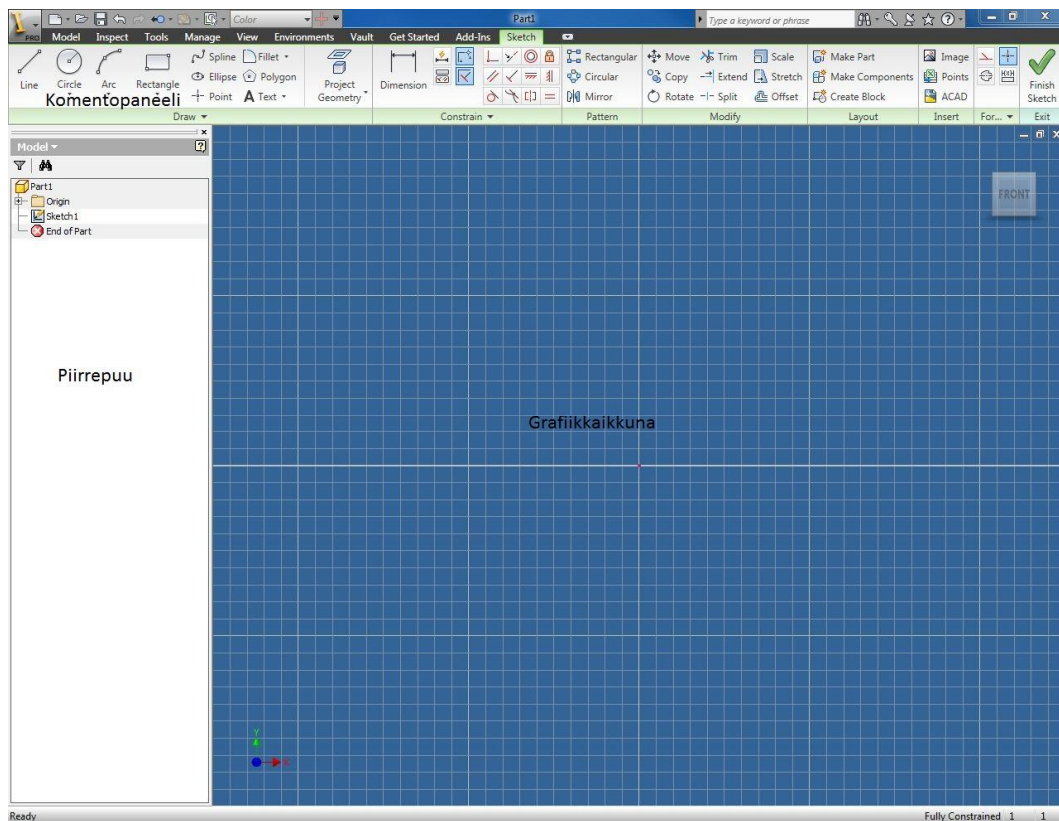 Color
Part1
Type a keyword or phrase
PRO
Model Inspect Tools Manage View Environments Vault Get Started Add-Ins Sketch
Line Circle Arc Rectangle
Spline Fillet
Ellipse Polygon
Point A Text
Project Geometry
Dimension
Rectangular
Circular
Mirror
Move Trim Scale
Copy Extend Stretch
Rotate Split Offset
Make Part
Make Components
Create Block
Image
Points
ACAD
Finish Sketch
Komentopaneeli
Draw Constrain Pattern Modify Layout Insert For... Exit
Model
Part1
Origin
Sketch1
End of Part
FRONT
Piirrepuu
Grafiikkaikkuna
Y
X
Ready
Fully Constrained 1 1